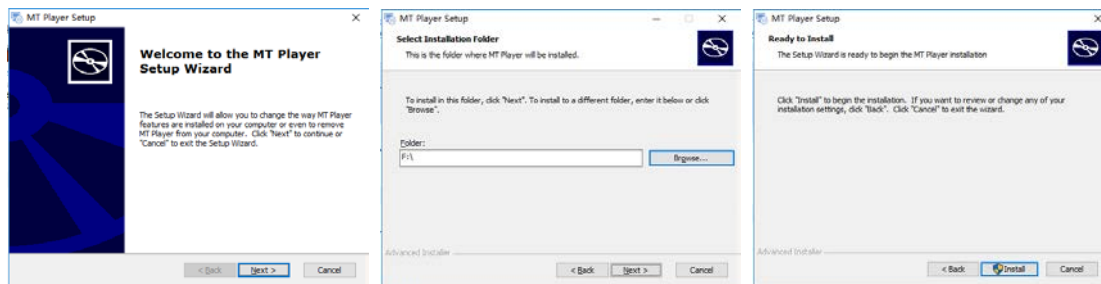 MT Player Setup
Welcome to the MT Player
Setup Wizard
The Setup Wizard will allow you to change the way MT Player
features are installed on your computer or even to remove
MT Player from your computer. Click "Next" to continue or
"Cancel" to exit the Setup Wizard.
< Back
Next >
Cancel
MT Player Setup
Select Installation Folder
This is the folder where MT Player will be installed.
To install in this folder, click "Next". To install to a different folder, enter it below or click
"Browse".
Folder:
F:\
Browse...
Advanced Installer
< Back
Next >
Cancel
MT Player Setup
Ready to Install
The Setup Wizard is ready to begin the MT Player installation
Click "Install" to begin the installation. If you want to review or change any of your
installation settings, click "Back". Click "Cancel" to exit the wizard.
Advanced Installer
< Back
Install
Cancel